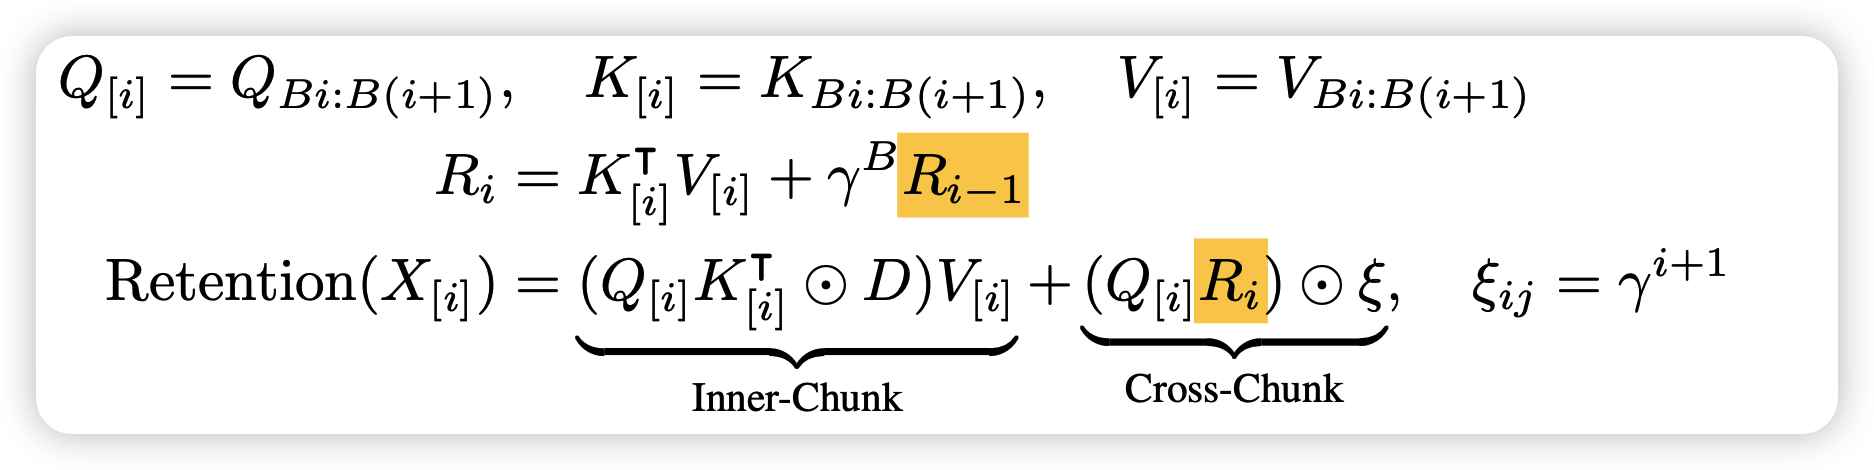 Q_{[i]} = Q_{Bi:B(i+1)},  K_{[i]} = K_{Bi:B(i+1)},  V_{[i]} = V_{Bi:B(i+1)}
R_i = K_{[i]}^⊤ V_{[i]} + γ^B R_{i−1}
Retention(X_{[i]}) = (Q_{[i]} K_{[i]}^⊤ ⊙ D)V_{[i]} + (Q_{[i]} R_i) ⊙ ξ,  ξ_{ij} = γ^{i+1}
Inner-Chunk Cross-Chunk